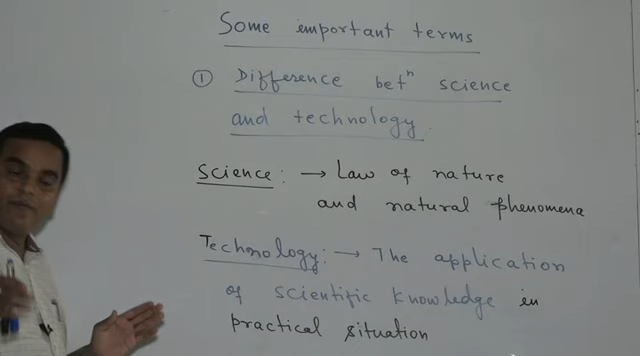 Some important terms
① Difference betⁿ science
and technology
Science: → Law of nature
and natural phenomena
Technology: → The application
of scientific knowledge in
practical situation